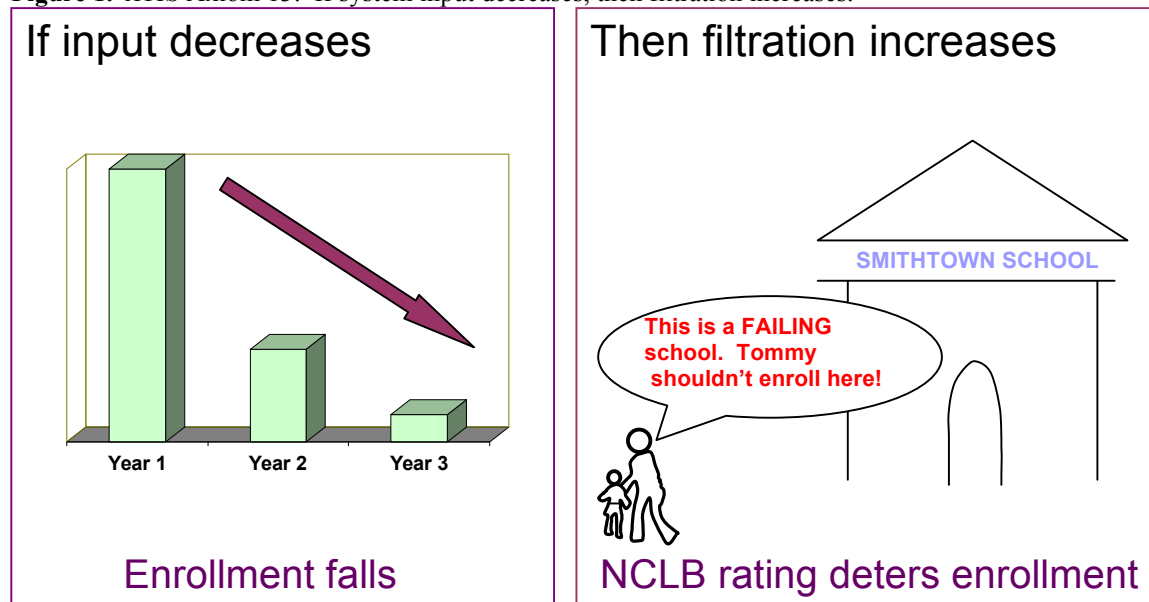 If input decreases
Year 1 Year 2 Year 3
Enrollment falls
Then filtration increases
SMITHTOWN SCHOOL
This is a FAILING
school. Tommy
shouldn't enroll here!
NCLB rating deters enrollment